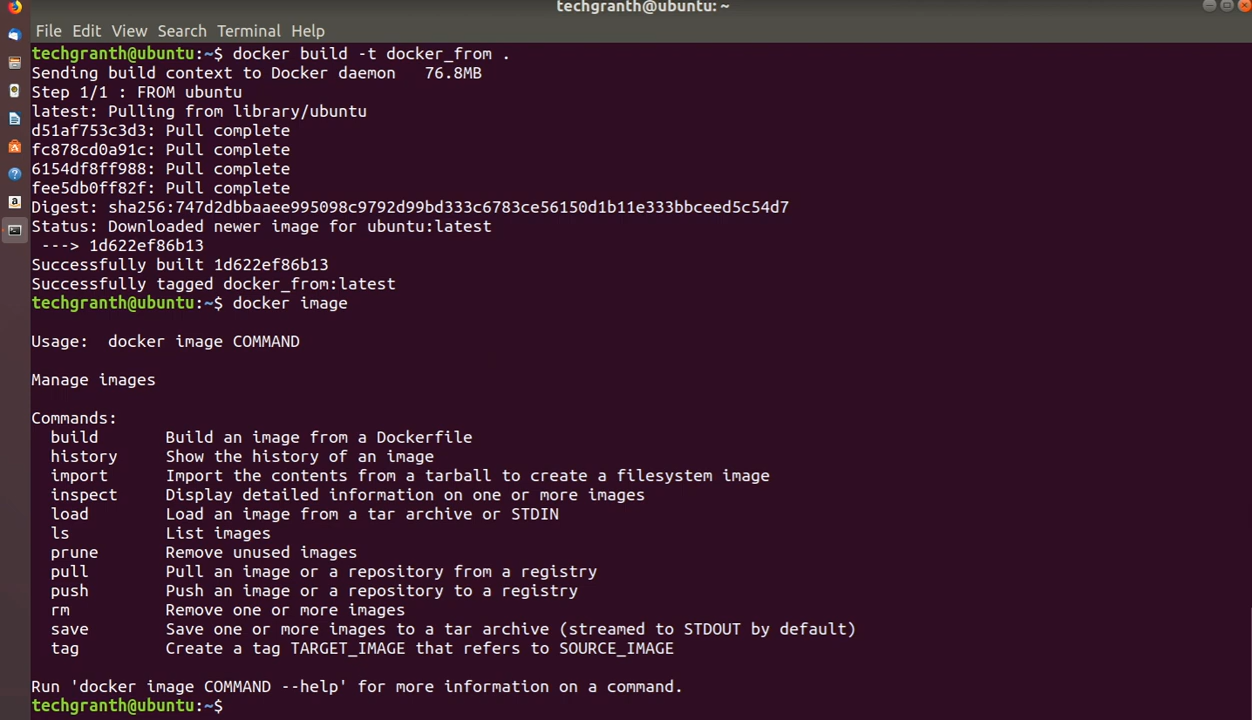 techgranth@ubuntu: ~
File Edit View Search Terminal Help
techgranth@ubuntu:~$ docker build -t docker_from .
Sending build context to Docker daemon   76.8MB
Step 1/1 : FROM ubuntu
latest: Pulling from library/ubuntu
d51af753c3d3: Pull complete
fc878cd0a91c: Pull complete
6154df8ff988: Pull complete
fee5db0ff82f: Pull complete
Digest: sha256:747d2dbbaaee995098c9792d99bd333c6783ce56150d1b11e333bbceed5c54d7
Status: Downloaded newer image for ubuntu:latest
 ---> 1d622ef86b13
Successfully built 1d622ef86b13
Successfully tagged docker_from:latest
techgranth@ubuntu:~$ docker image
Usage:  docker image COMMAND
Manage images
Commands:
  build       Build an image from a Dockerfile
  history     Show the history of an image
  import      Import the contents from a tarball to create a filesystem image
  inspect     Display detailed information on one or more images
  load        Load an image from a tar archive or STDIN
  ls          List images
  prune       Remove unused images
  pull        Pull an image or a repository from a registry
  push        Push an image or a repository to a registry
  rm          Remove one or more images
  save        Save one or more images to a tar archive (streamed to STDOUT by default)
  tag         Create a tag TARGET_IMAGE that refers to SOURCE_IMAGE
Run 'docker image COMMAND --help' for more information on a command.
techgranth@ubuntu:~$